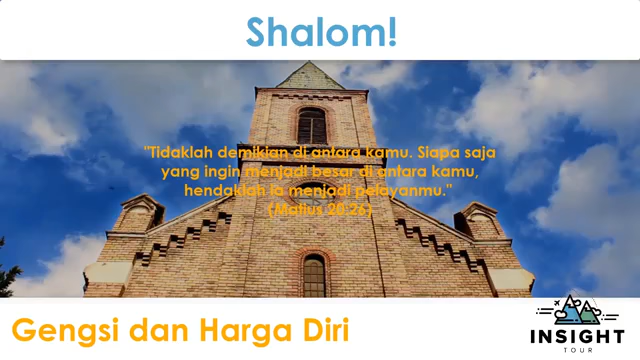 Shalom!
"Tidaklah demikian di antara kamu. Siapa saja
yang ingin menjadi besar di antara kamu,
hendaklah ia menjadi pelayanmu."
(Matius 20:26)
Gengsi dan Harga Diri
INSIGHT
TOUR